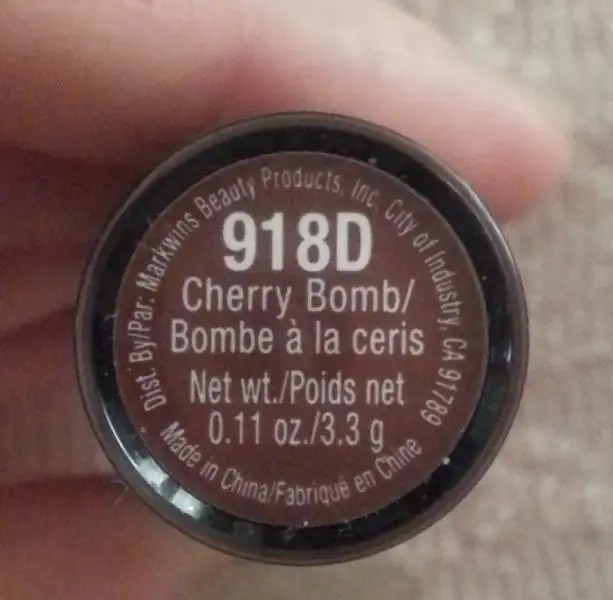 Dist. By/Par: Markwins Beauty Products, Inc. City of Industry, CA 91789
918D
Cherry Bomb/
Bombe à la ceris
Net wt./Poids net
0.11 oz./3.3 g
Made in China/Fabriqué en Chine